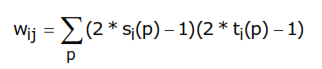 wij = ∑(2 * si(p) – 1)(2 * ti(p) – 1)
p